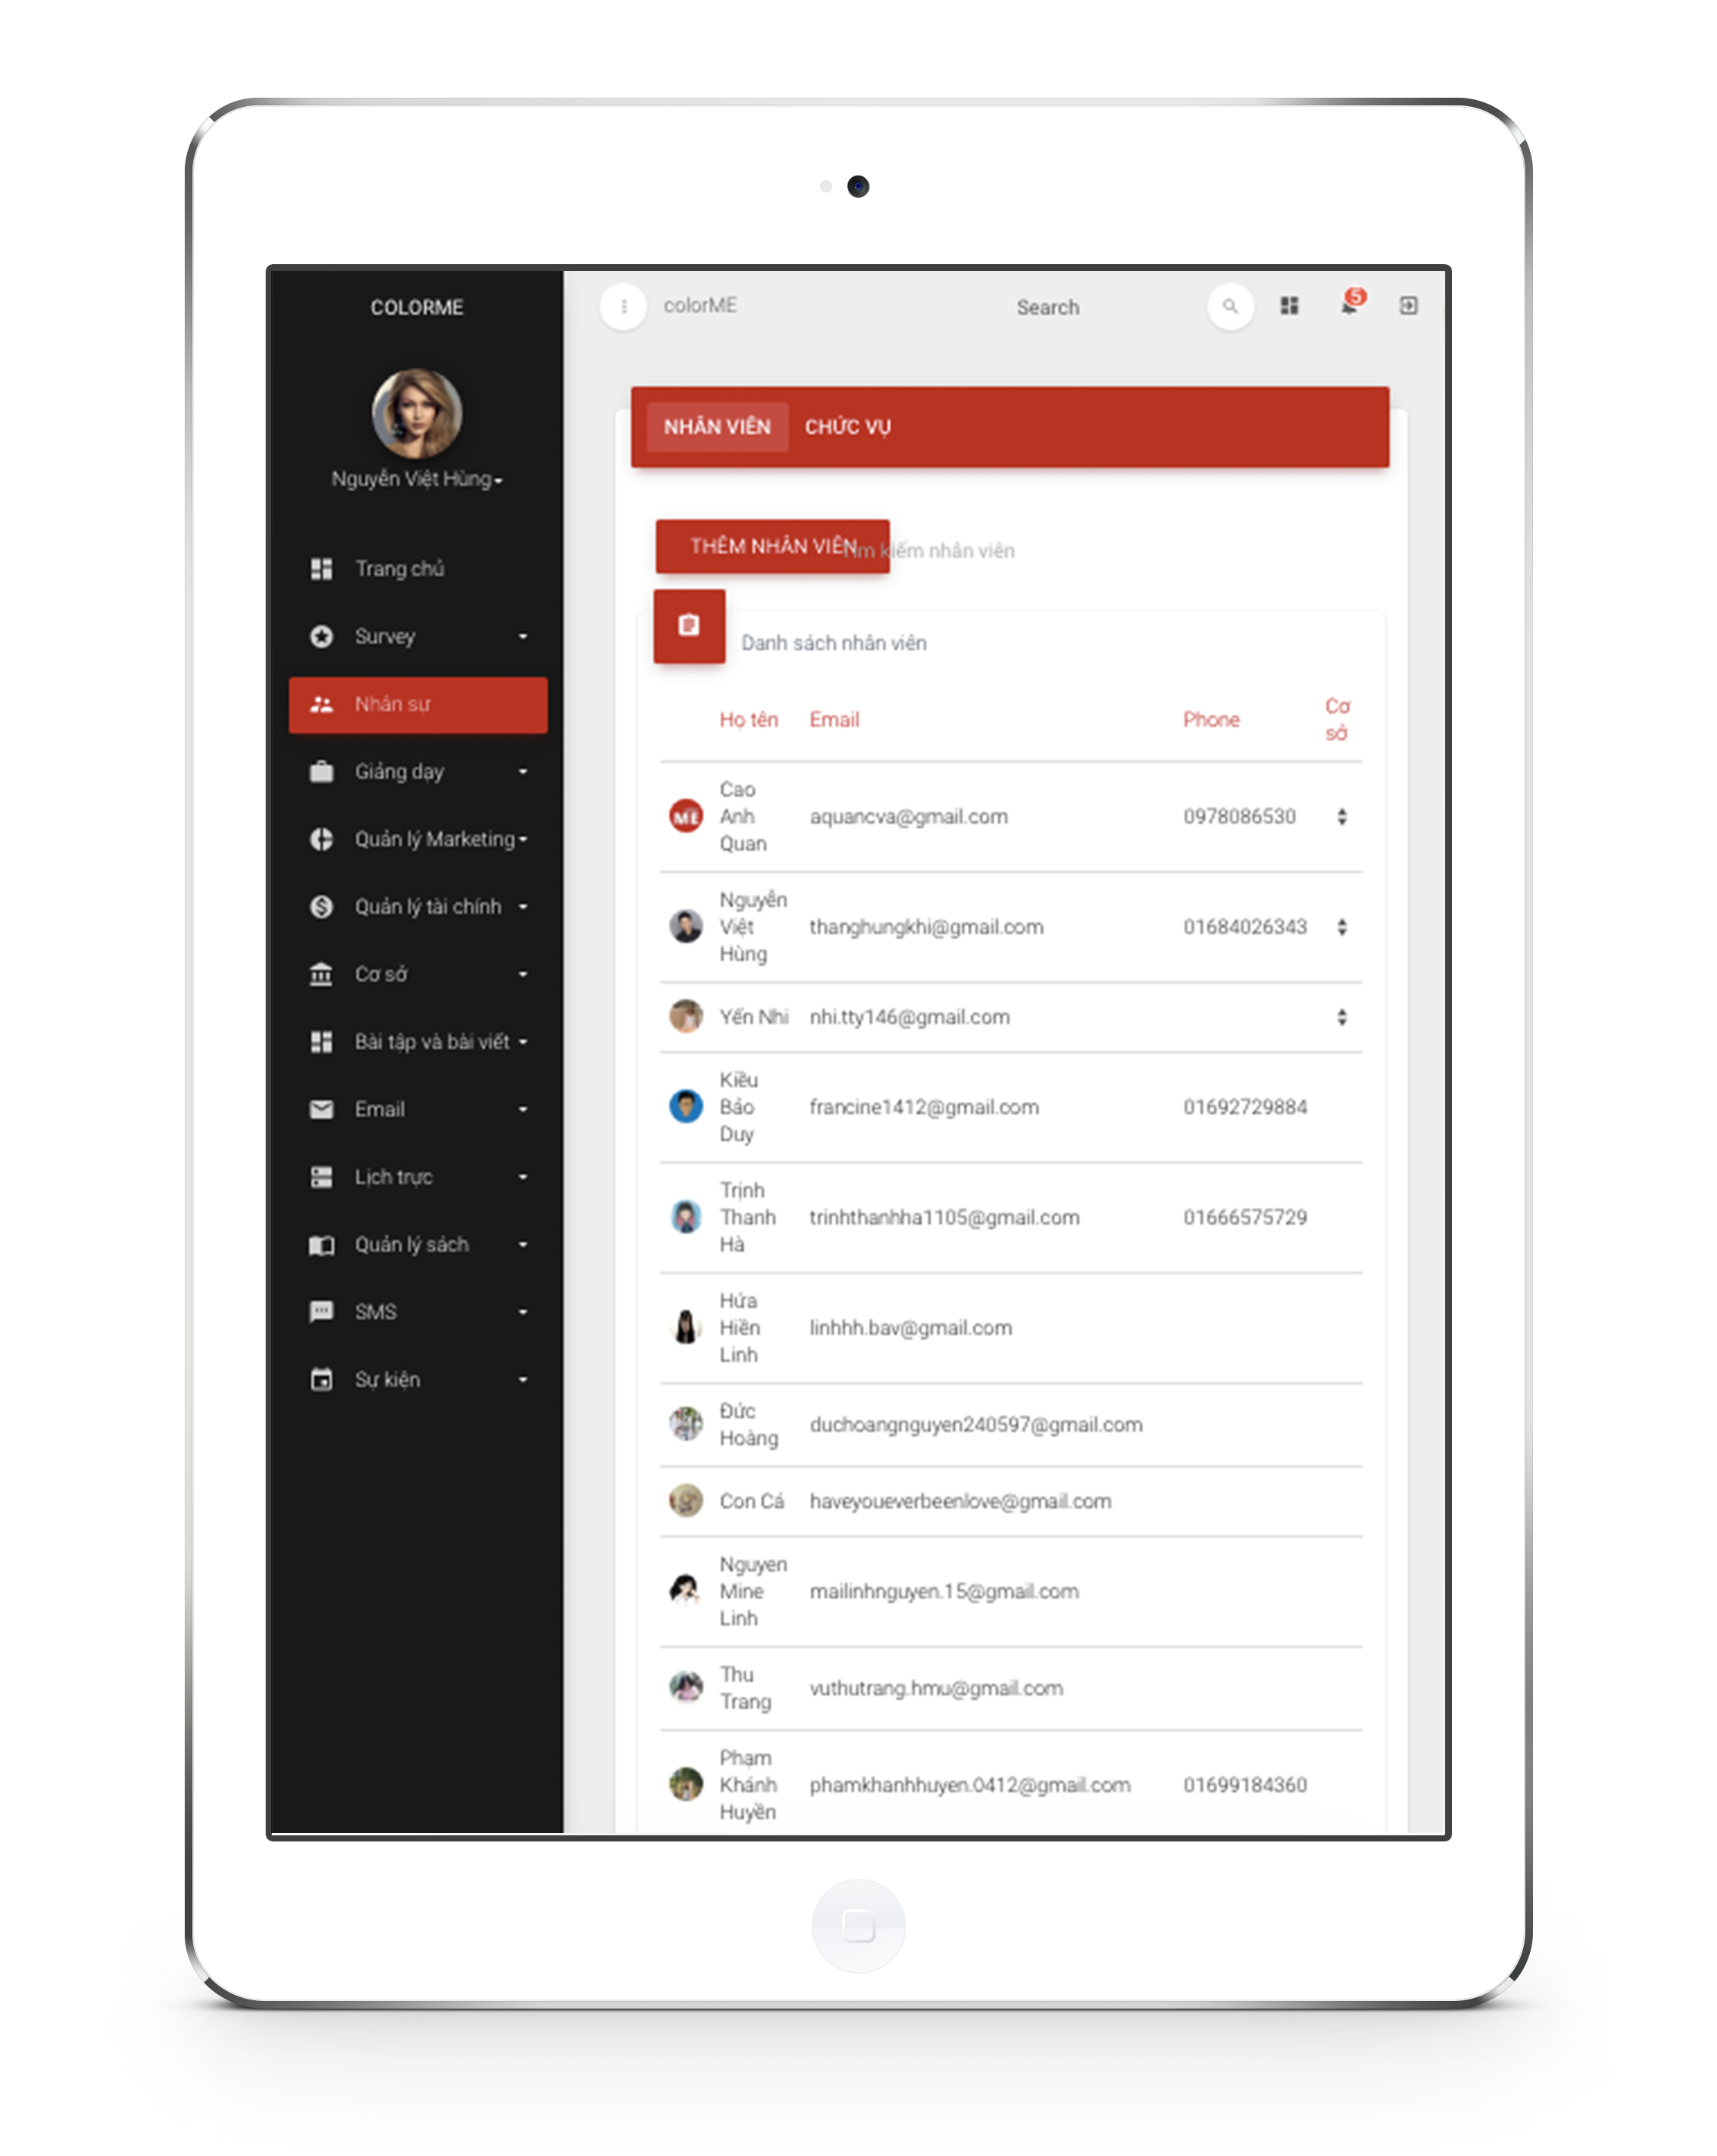 COLORME
Nguyễn Việt Hùng
Trang chủ
Survey
Nhân sự
Giảng dạy
Quản lý Marketing
Quản lý tài chính
Cơ sở
Bài tập và bài viết
Email
Lịch trực
Quản lý sách
SMS
Sự kiện
colorME
Search
5
NHÂN VIÊN CHỨC VỤ
THÊM NHÂN VIÊN
Tìm kiếm nhân viên
Danh sách nhân viên
Họ tên Email Phone Cơ
sở
ME
Cao
Anh
Quan
aquancva@gmail.com 0978086530
Nguyễn
Việt
Hùng
thanghungkhi@gmail.com 01684026343
Yến Nhi nhi.tty146@gmail.com
Kiều
Bảo
Duy
francine1412@gmail.com 01692729884
Trịnh
Thanh
Hà
trinhthanhha1105@gmail.com 01666575729
Hứa
Hiền
Linh
linhhh.bav@gmail.com
Đức
Hoàng
duchoangnguyen240597@gmail.com
Con Cá haveyoueverbeenlove@gmail.com
Nguyen
Mine
Linh
mailinhnguyen.15@gmail.com
Thu
Trang
vuthutrang.hmu@gmail.com
Phạm
Khánh
Huyền
phamkhanhhuyen.0412@gmail.com 01699184360